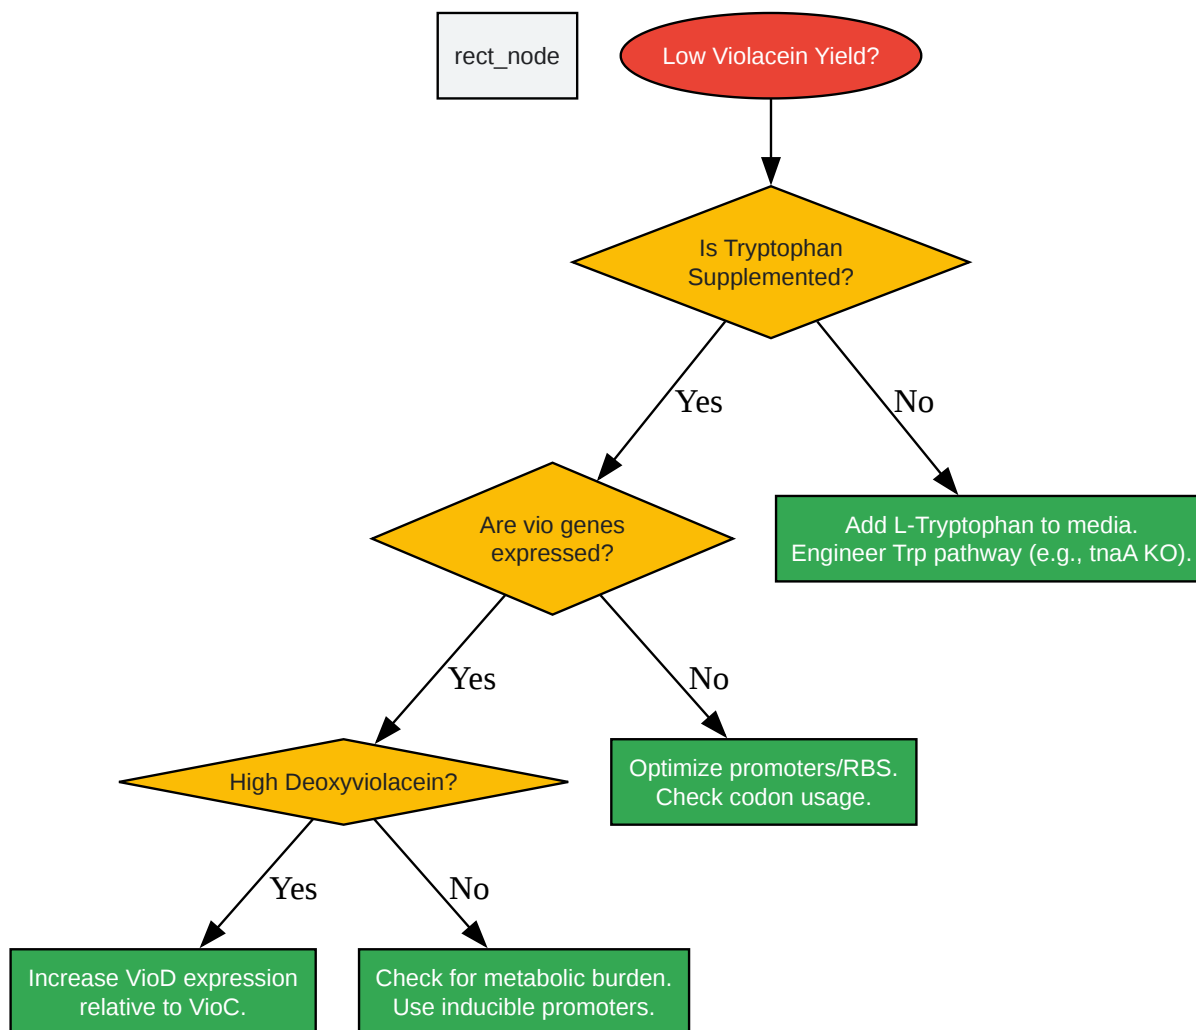 rect_node
Low Violacein Yield?
Is Tryptophan
Supplemented?
Yes
No
Are vio genes
expressed?
Add L-Tryptophan to media.
Engineer Trp pathway (e.g., tnaA KO).
Yes
No
High Deoxyviolacein?
Optimize promoters/RBS.
Check codon usage.
Yes
No
Increase VioD expression
relative to VioC.
Check for metabolic burden.
Use inducible promoters.